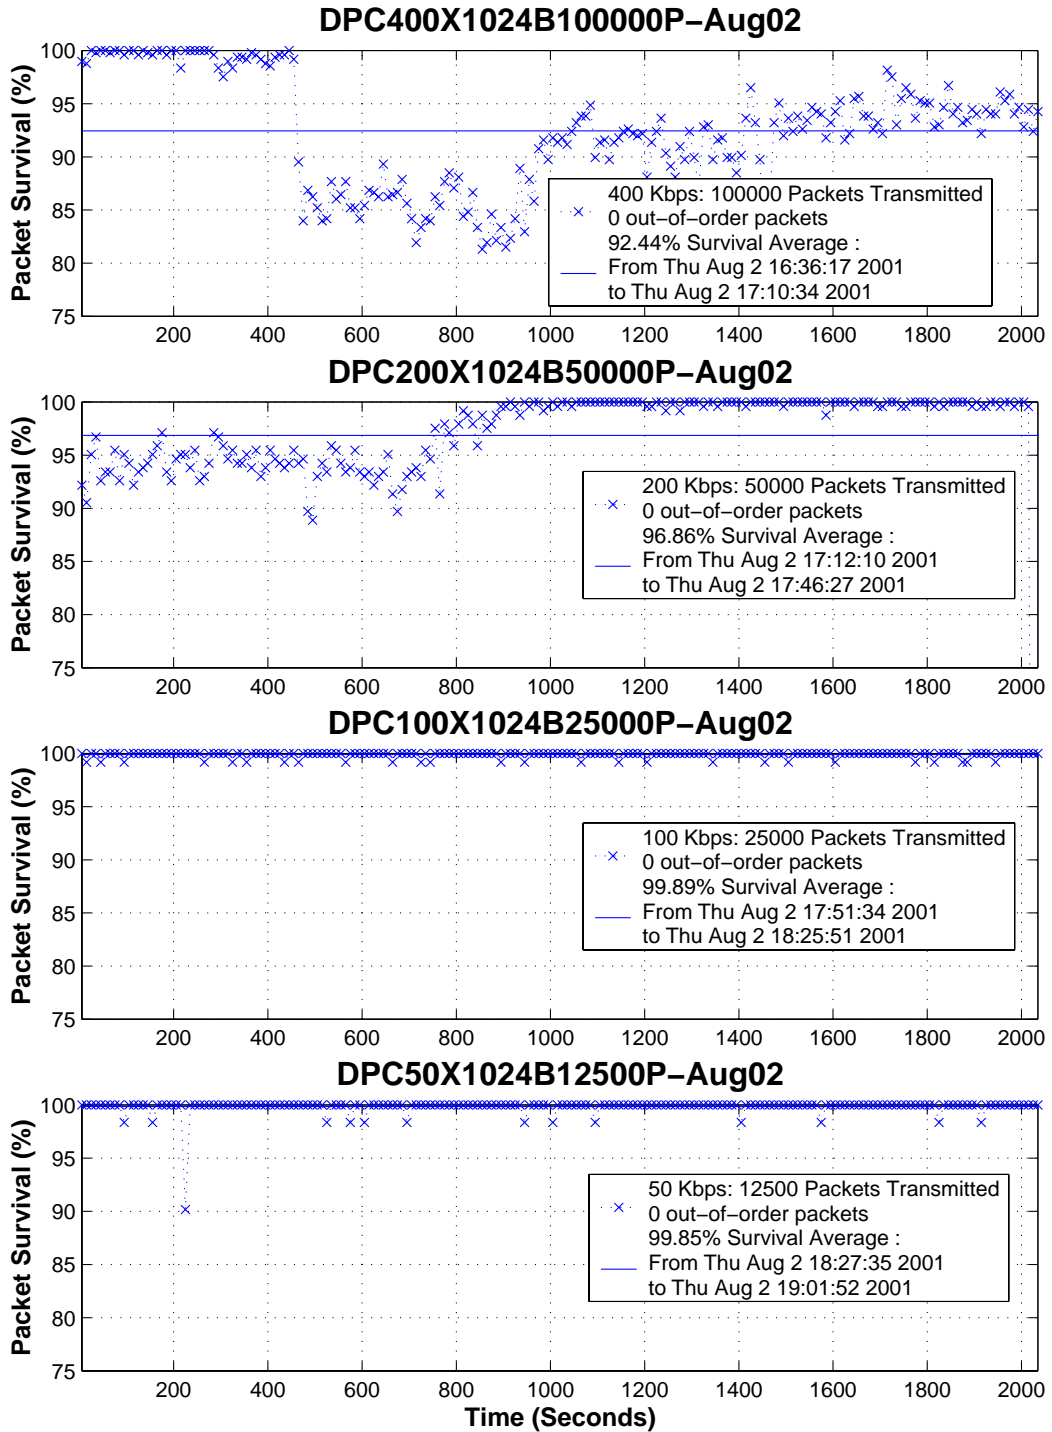 DPC400X1024B100000P−Aug02
Packet Survival (%)
100
95
90
85
80
75
400 Kbps: 100000 Packets Transmitted
0 out−of−order packets
92.44% Survival Average :
From Thu Aug 2 16:36:17 2001
to Thu Aug 2 17:10:34 2001
200 400 600 800 1000 1200 1400 1600 1800 2000
DPC200X1024B50000P−Aug02
Packet Survival (%)
100
95
90
85
80
75
200 Kbps: 50000 Packets Transmitted
0 out−of−order packets
96.86% Survival Average :
From Thu Aug 2 17:12:10 2001
to Thu Aug 2 17:46:27 2001
200 400 600 800 1000 1200 1400 1600 1800 2000
DPC100X1024B25000P−Aug02
Packet Survival (%)
100
95
90
85
80
75
100 Kbps: 25000 Packets Transmitted
0 out−of−order packets
99.89% Survival Average :
From Thu Aug 2 17:51:34 2001
to Thu Aug 2 18:25:51 2001
200 400 600 800 1000 1200 1400 1600 1800 2000
DPC50X1024B12500P−Aug02
Packet Survival (%)
100
95
90
85
80
75
50 Kbps: 12500 Packets Transmitted
0 out−of−order packets
99.85% Survival Average :
From Thu Aug 2 18:27:35 2001
to Thu Aug 2 19:01:52 2001
200 400 600 800 1000 1200 1400 1600 1800 2000
Time (Seconds)